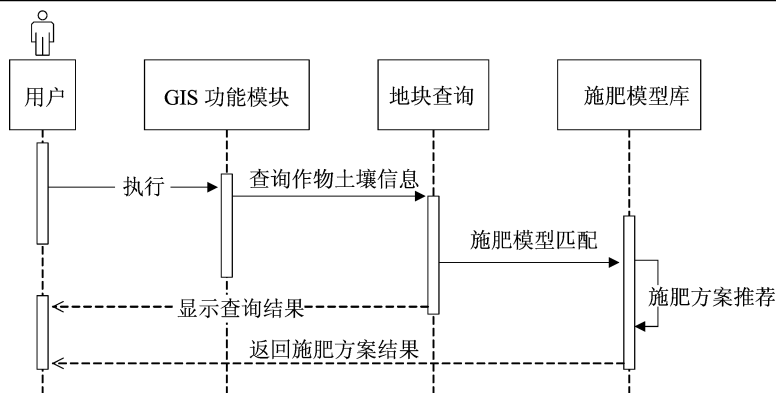 用户
GIS 功能模块
地块查询
施肥模型库
执行
查询作物土壤信息
施肥模型匹配
施肥方案推荐
显示查询结果
返回施肥方案结果